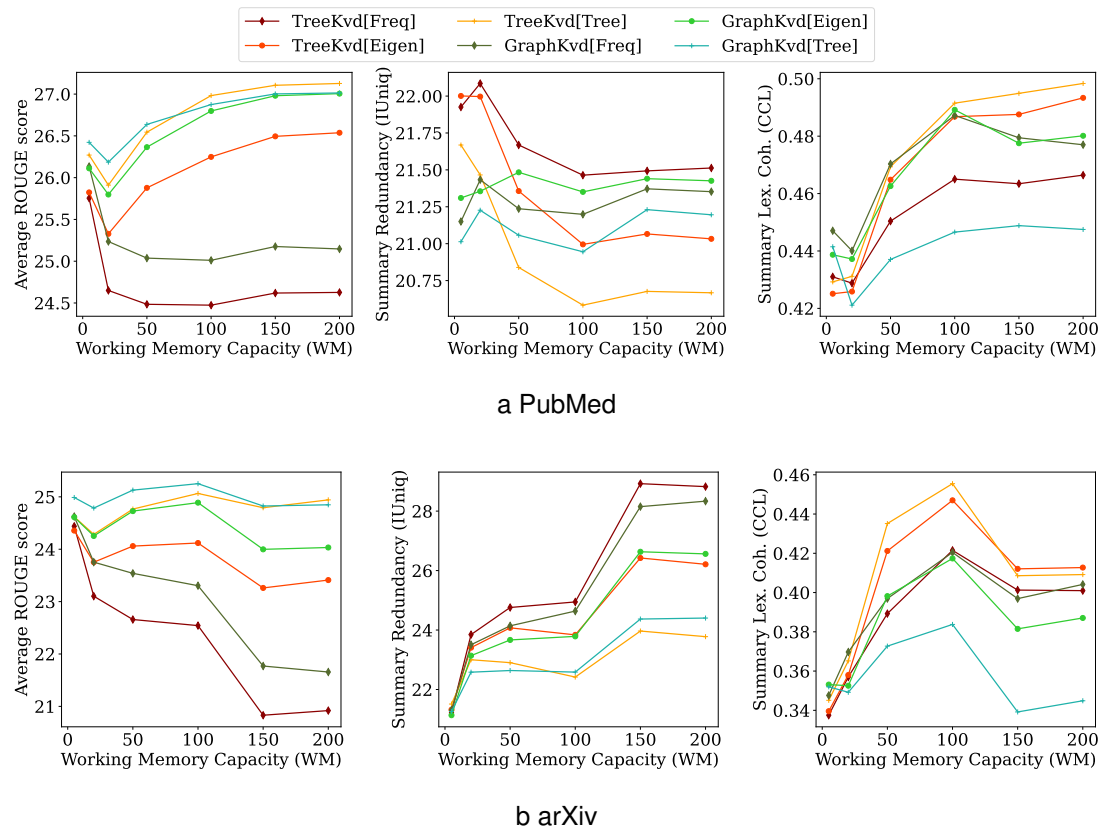 TreeKvd[Freq] TreeKvd[Tree] GraphKvd[Eigen]
TreeKvd[Eigen] GraphKvd[Freq] GraphKvd[Tree]
Average ROUGE score
27.0
26.5
26.0
25.5
25.0
24.5
0 50 100 150 200
Working Memory Capacity (WM)
Summary Redundancy (IUniq)
22.00
21.75
21.50
21.25
21.00
20.75
0 50 100 150 200
Working Memory Capacity (WM)
Summary Lex. Coh. (CCL)
0.50
0.48
0.46
0.44
0.42
0 50 100 150 200
Working Memory Capacity (WM)
a PubMed
Average ROUGE score
25
24
23
22
21
0 50 100 150 200
Working Memory Capacity (WM)
Summary Redundancy (IUniq)
28
26
24
22
0 50 100 150 200
Working Memory Capacity (WM)
Summary Lex. Coh. (CCL)
0.46
0.44
0.42
0.40
0.38
0.36
0.34
0 50 100 150 200
Working Memory Capacity (WM)
b arXiv